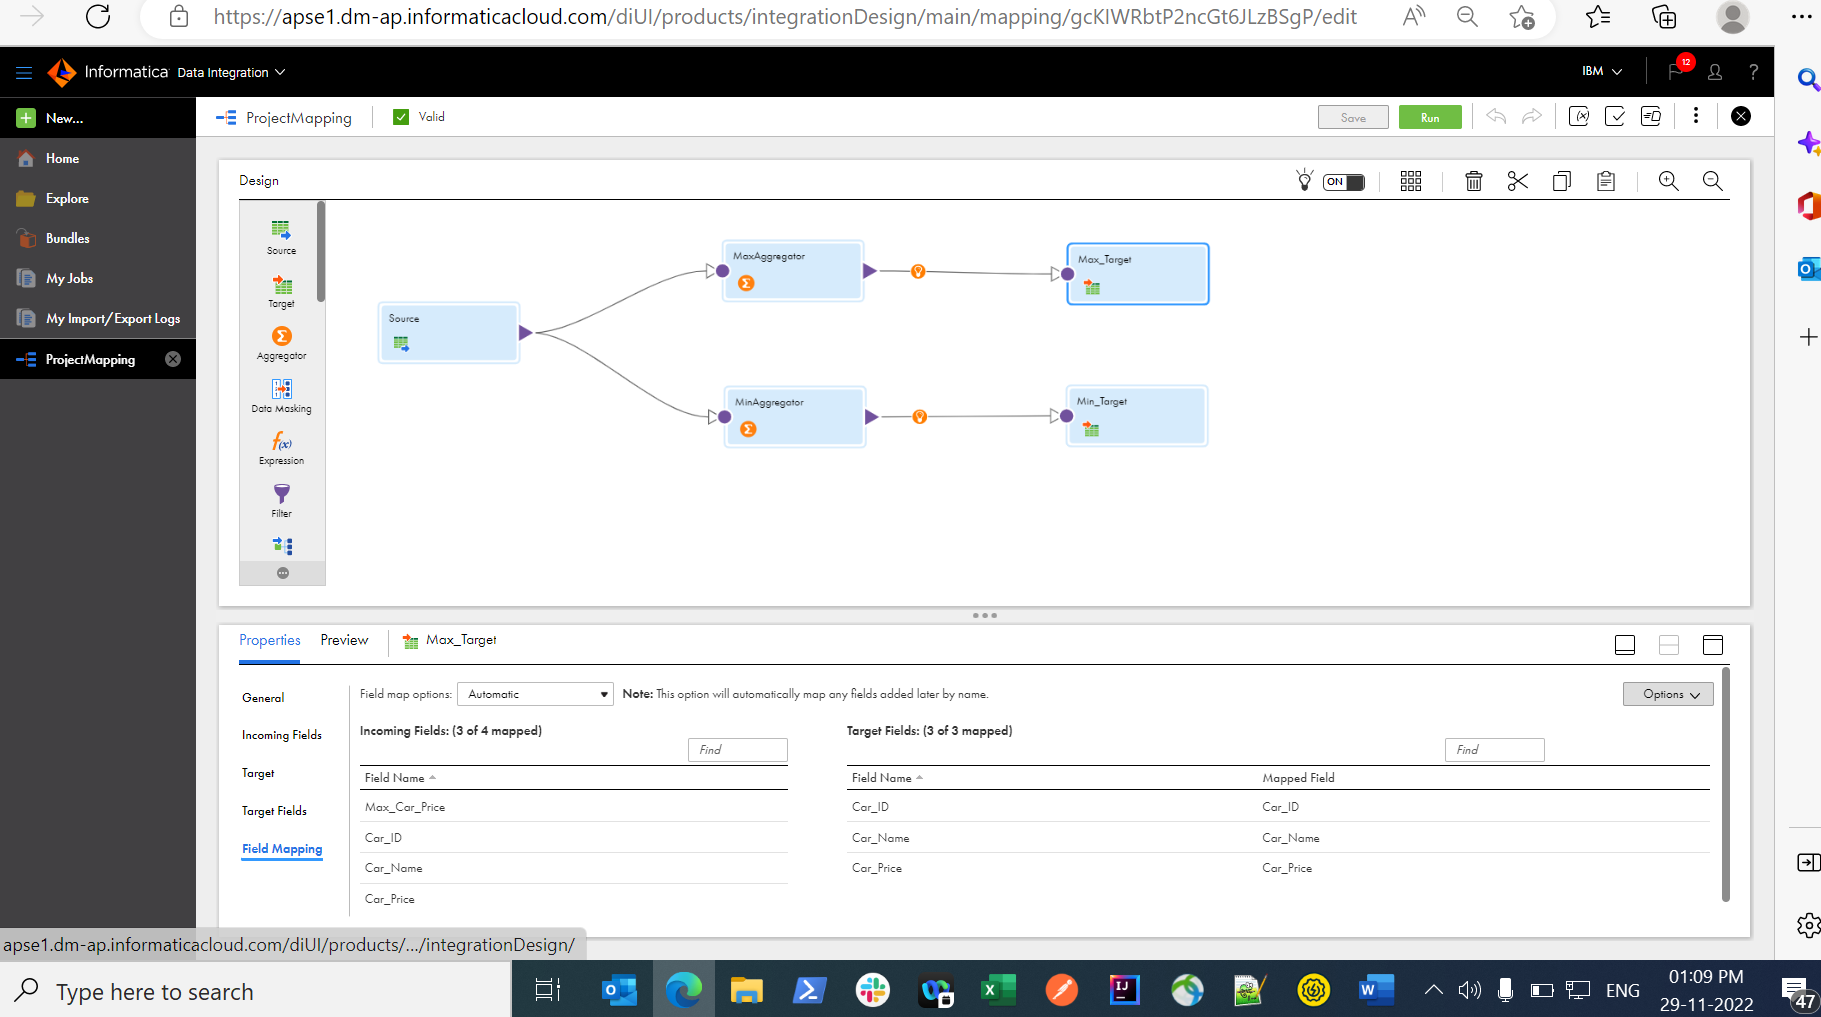 https://apse1.dm-ap.informaticacloud.com/diUI/products/integrationDesign/main/mapping/gcKIWRbtP2ncGt6JLzBSgP/edit
Informatica Data Integration
IBM
12
?
New...
Home
Explore
Bundles
My Jobs
My Import/Export Logs
ProjectMapping
ProjectMapping
Valid
Save
Run
Design
ON
Source
Target
Aggregator
Data Masking
Expression
Filter
Source
MaxAggregator
Max_Target
MinAggregator
Min_Target
Properties
Preview
Max_Target
General
Incoming Fields
Target
Target Fields
Field Mapping
Field map options:
Automatic
Note: This option will automatically map any fields added later by name.
Options
Incoming Fields: (3 of 4 mapped)
Find
Field Name
Max_Car_Price
Car_ID
Car_Name
Car_Price
Target Fields: (3 of 3 mapped)
Find
Field Name Mapped Field
Car_ID Car_ID
Car_Name Car_Name
Car_Price Car_Price
apse1.dm-ap.informaticacloud.com/diUI/products/.../integrationDesign/
Type here to search
ENG
01:09 PM
29-11-2022
47